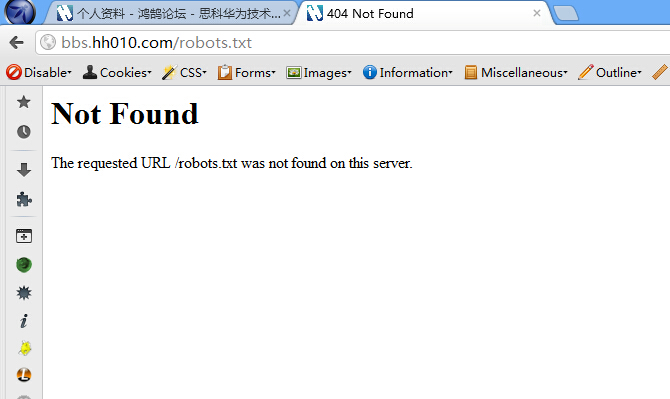 个人资料 - 鸿鹄论坛 - 思科华为技术...
404 Not Found
bbs.hh010.com/robots.txt
Disable Cookies CSS Forms Images Information Miscellaneous Outline
Not Found
The requested URL /robots.txt was not found on this server.